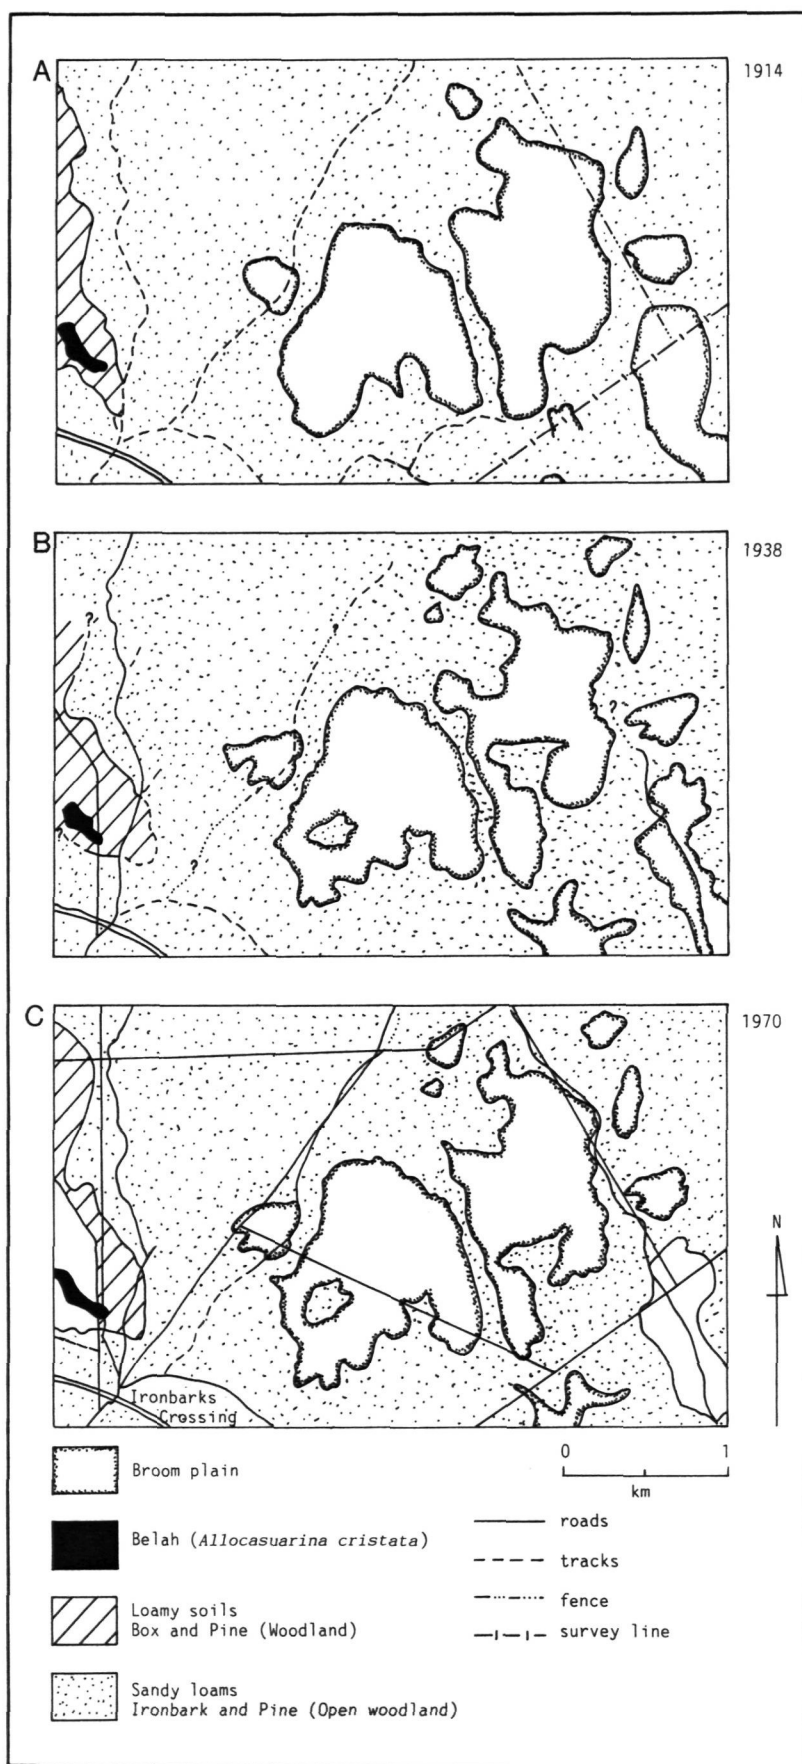 A
1914
B
1938
?
?
?
?
C
1970
Ironbarks
Crossing
N
Broom plain
0 1
km
Belah (Allocasuarina cristata)
Loamy soils
Box and Pine (Woodland)
Sandy loams
Ironbark and Pine (Open woodland)
roads
tracks
fence
survey line